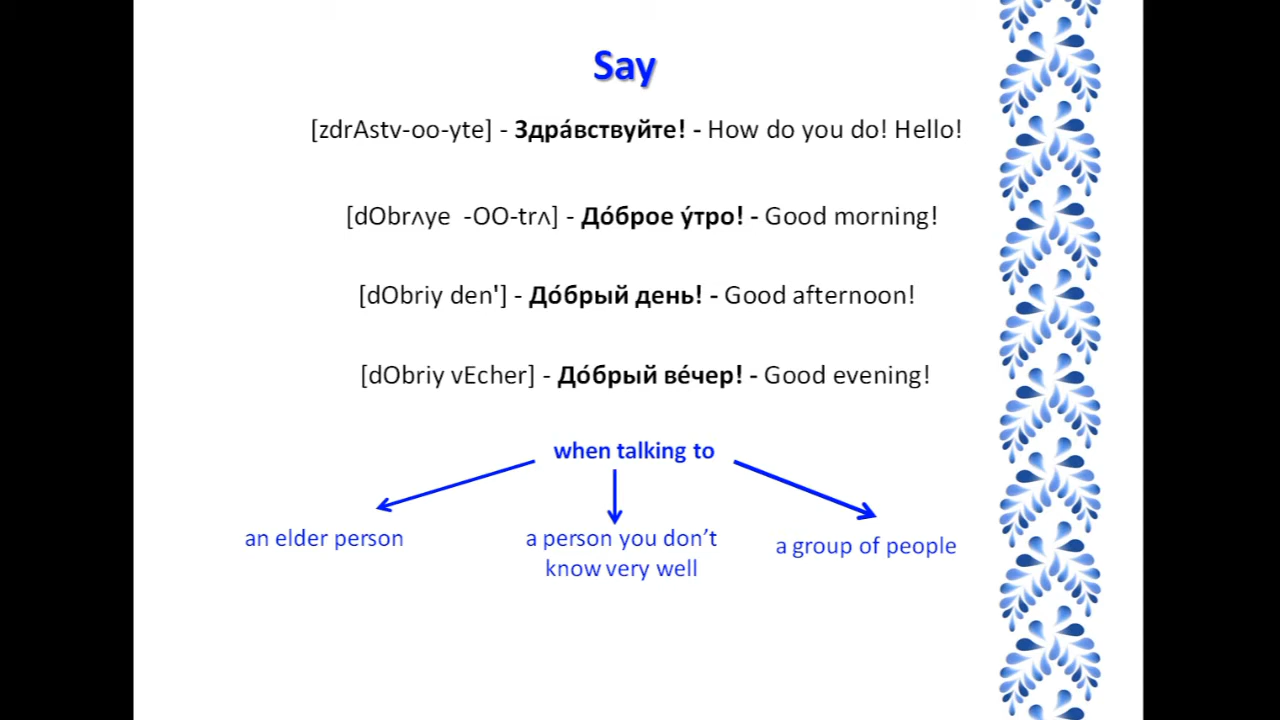 Say
[zdrAstv-oo-yte] - Здра́вствуйте! - How do you do! Hello!
[dObrʌye -OO-trʌ] - До́брое у́тро! - Good morning!
[dObriy den'] - До́брый день! - Good afternoon!
[dObriy vEcher] - До́брый ве́чер! - Good evening!
when talking to
an elder person
a person you don’t
know very well
a group of people